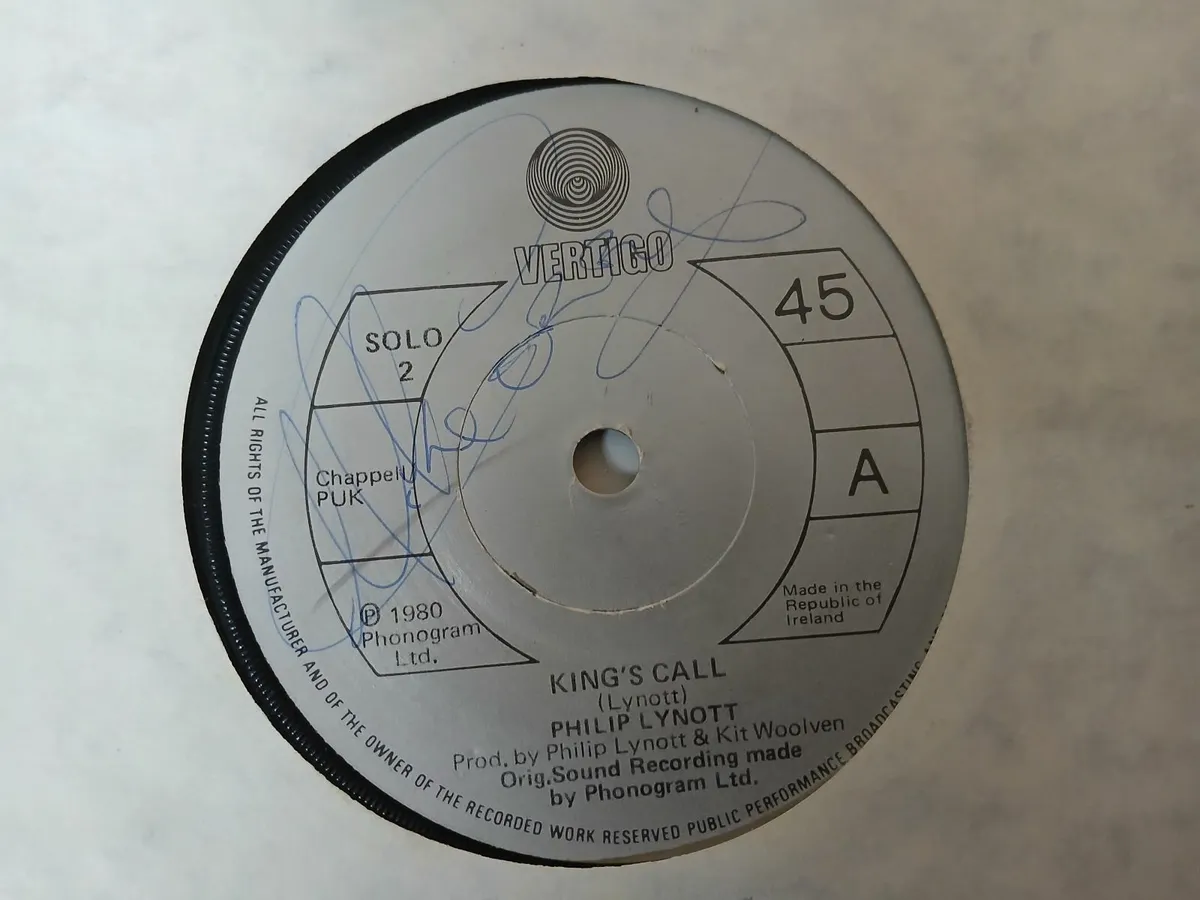 VERTIGO
SOLO
2
Chappell
PUK
Ⓟ 1980
Phonogram
Ltd.
45
A
Made in the
Republic of
Ireland
KING'S CALL
(Lynott)
PHILIP LYNOTT
Prod. by Philip Lynott & Kit Woolven
Orig.Sound Recording made
by Phonogram Ltd.
ALL RIGHTS OF THE MANUFACTURER AND OF THE OWNER OF THE RECORDED WORK RESERVED PUBLIC PERFORMANCE BROADCASTING